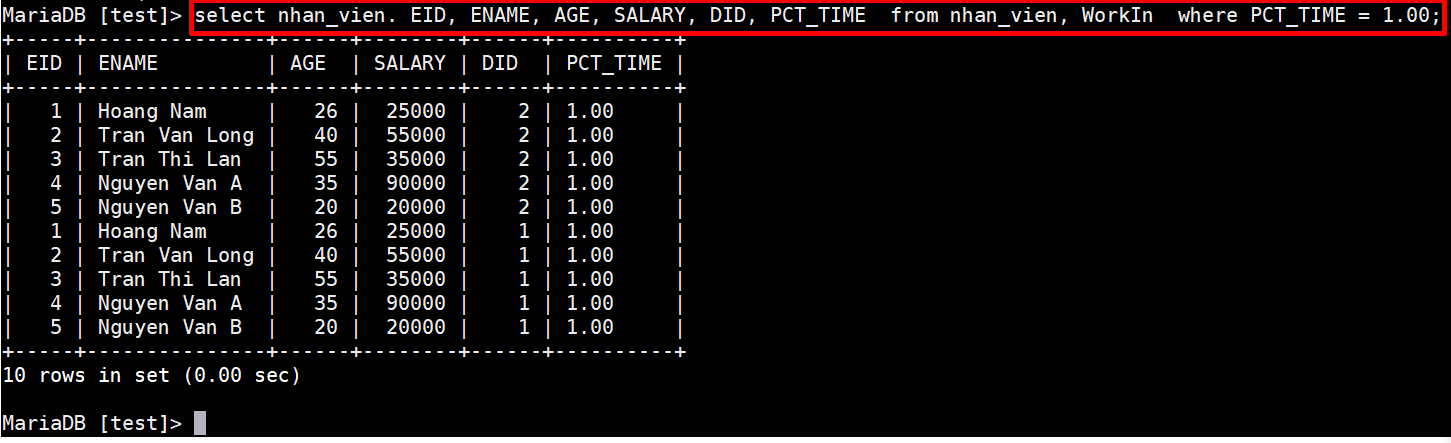 MariaDB [test]> select nhan_vien. EID, ENAME, AGE, SALARY, DID, PCT_TIME  from nhan_vien, WorkIn  where PCT_TIME = 1.00;
+-----+---------------+------+--------+------+----------+
| EID | ENAME         | AGE  | SALARY | DID  | PCT_TIME |
+-----+---------------+------+--------+------+----------+
|   1 | Hoang Nam     |   26 |  25000 |    2 | 1.00     |
|   2 | Tran Van Long |   40 |  55000 |    2 | 1.00     |
|   3 | Tran Thi Lan  |   55 |  35000 |    2 | 1.00     |
|   4 | Nguyen Van A  |   35 |  90000 |    2 | 1.00     |
|   5 | Nguyen Van B  |   20 |  20000 |    2 | 1.00     |
|   1 | Hoang Nam     |   26 |  25000 |    1 | 1.00     |
|   2 | Tran Van Long |   40 |  55000 |    1 | 1.00     |
|   3 | Tran Thi Lan  |   55 |  35000 |    1 | 1.00     |
|   4 | Nguyen Van A  |   35 |  90000 |    1 | 1.00     |
|   5 | Nguyen Van B  |   20 |  20000 |    1 | 1.00     |
+-----+---------------+------+--------+------+----------+
10 rows in set (0.00 sec)
MariaDB [test]>